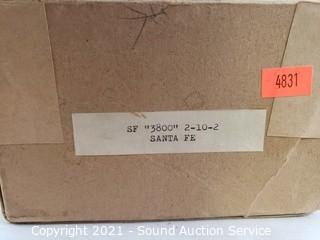 4831
SF "3800" 2-10-2
SANTA FE
Copyright 2021 - Sound Auction Service